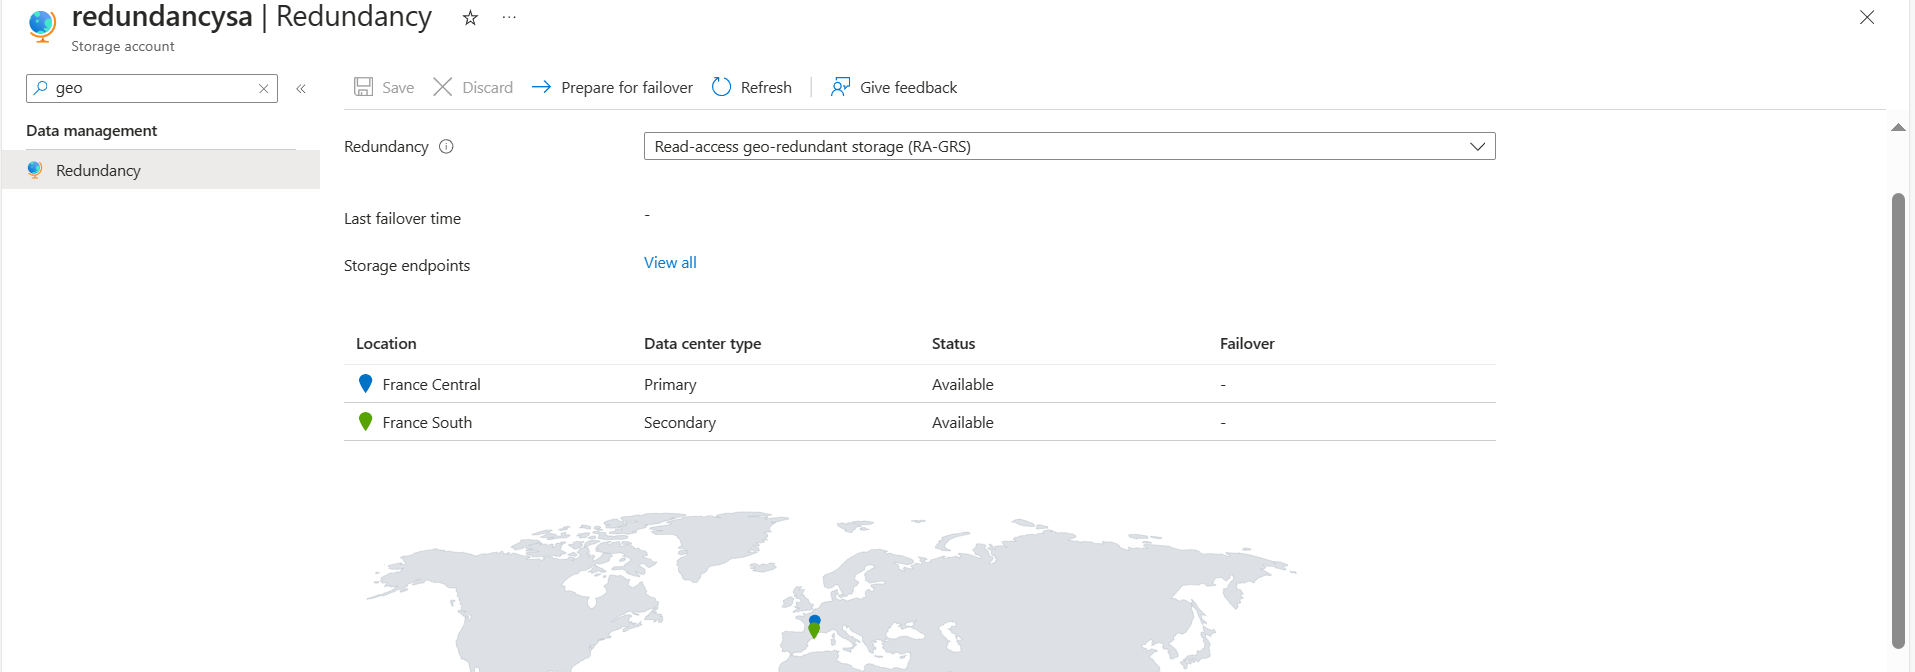 redundancysa | Redundancy
Storage account
geo
Data management
Redundancy
Save Discard Prepare for failover Refresh Give feedback
Redundancy Read-access geo-redundant storage (RA-GRS)
Last failover time -
Storage endpoints View all
Location Data center type Status Failover
France Central Primary Available -
France South Secondary Available -